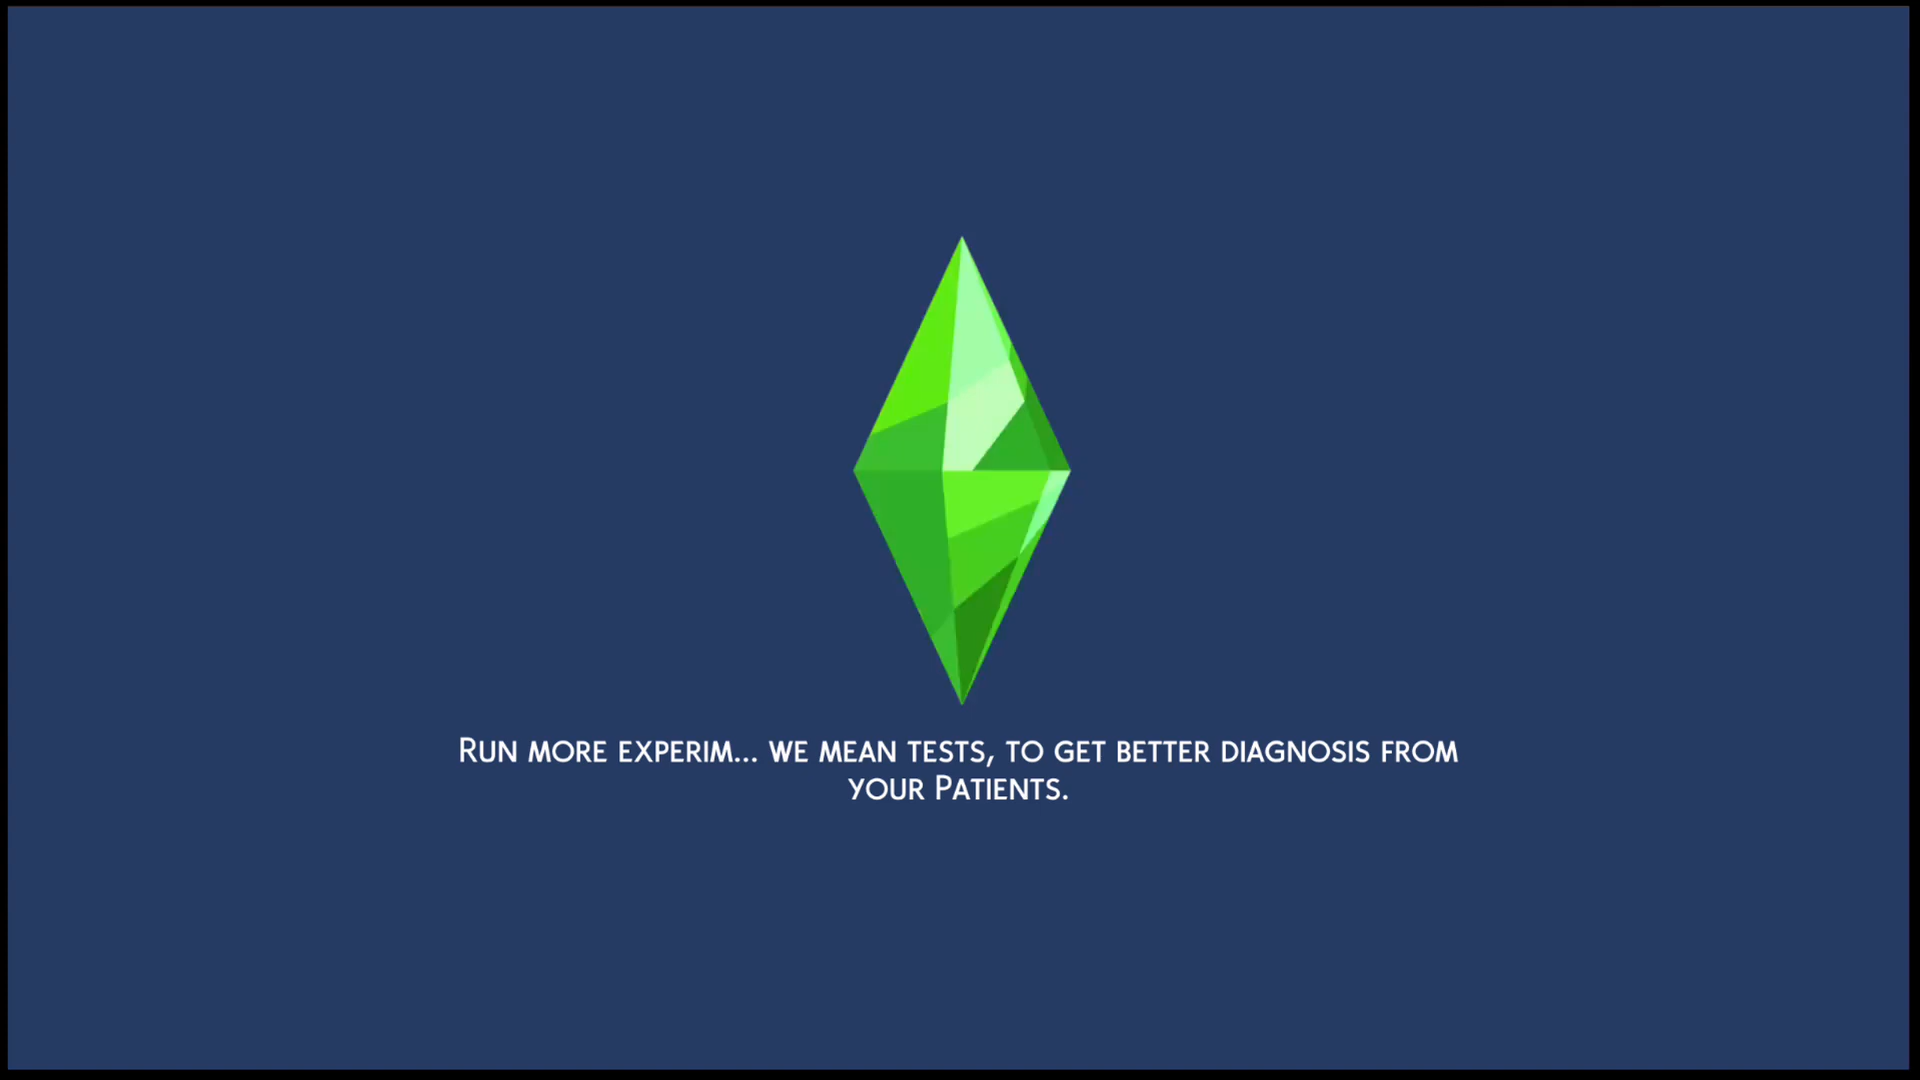 Run more experim... we mean tests, to get better diagnosis from
your Patients.